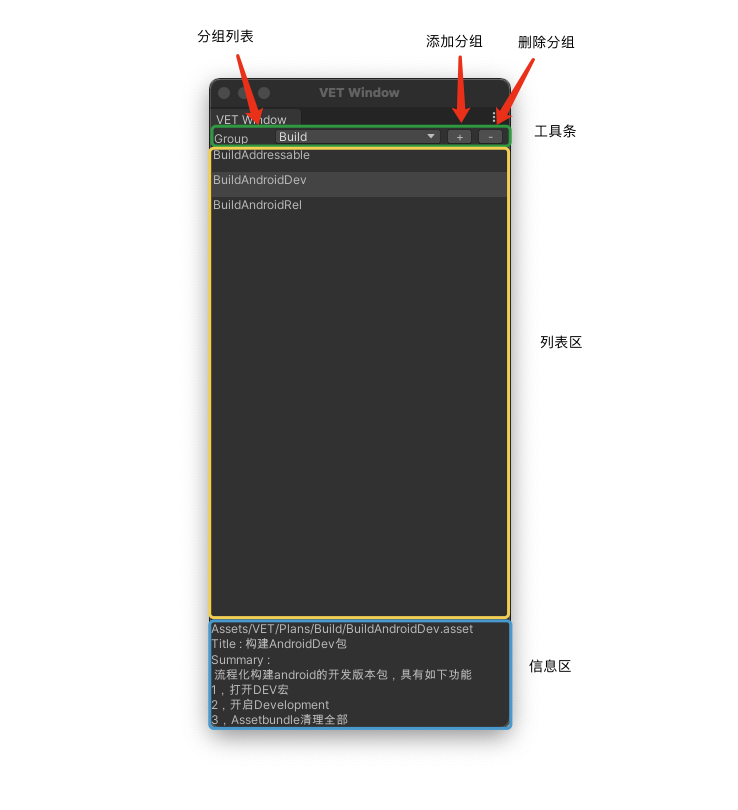 分组列表
添加分组
删除分组
VET Window
VET Window
Group
Build
+
-
工具条
BuildAddressable
BuildAndroidDev
BuildAndroidRel
列表区
Assets/VET/Plans/Build/BuildAndroidDev.asset
Title : 构建AndroidDev包
Summary :
流程化构建android的开发版本包，具有如下功能
1，打开DEV宏
2，开启Development
3，Assetbundle清理全部
信息区